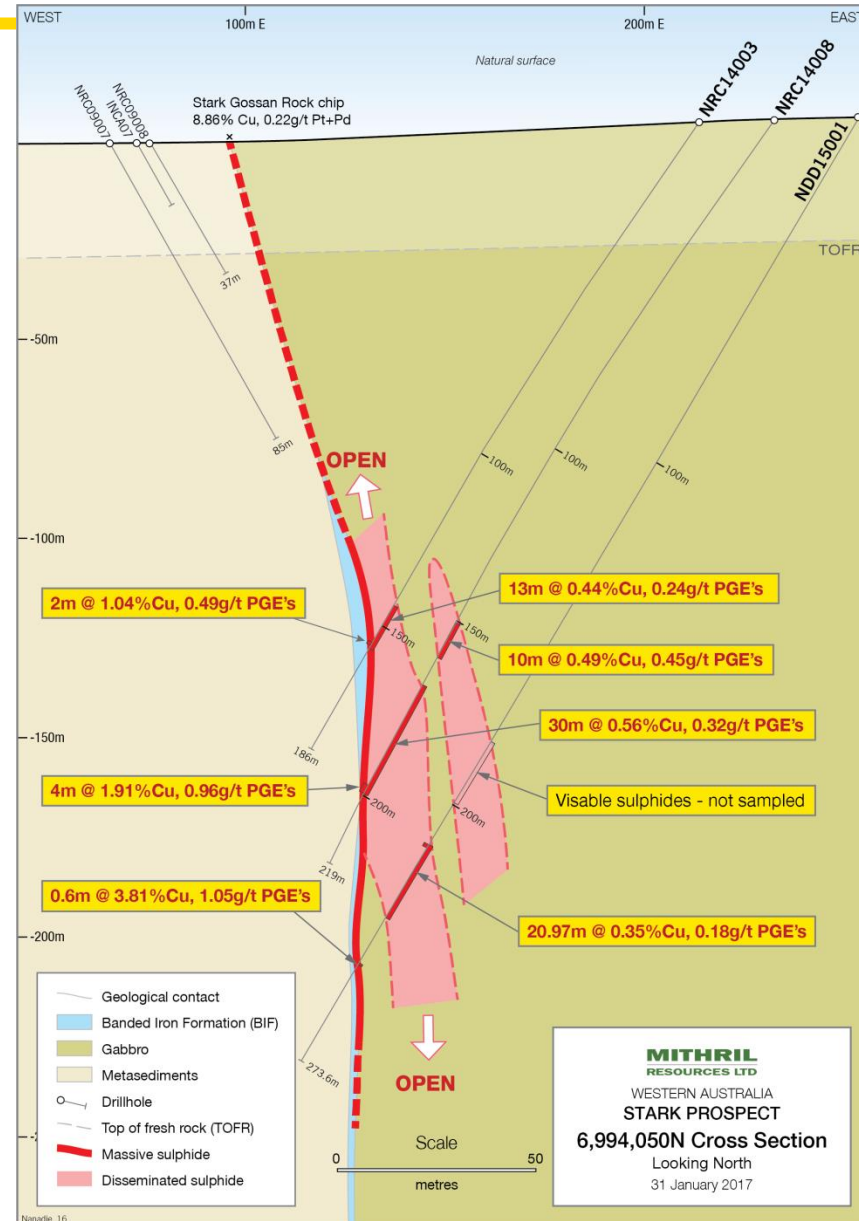 WEST
100m E
200m E
EAST
Natural surface
NRC09007
INCA07
NRC09008
Stark Gossan Rock chip
8.86% Cu, 0.22g/t Pt+Pd
NRC14003
NRC14008
NDD15001
TOFR
37m
-50m
85m
OPEN
100m
100m
100m
-100m
2m @ 1.04%Cu, 0.49g/t PGE's
13m @ 0.44%Cu, 0.24g/t PGE's
150m
150m
10m @ 0.49%Cu, 0.45g/t PGE's
30m @ 0.56%Cu, 0.32g/t PGE's
-150m
186m
4m @ 1.91%Cu, 0.96g/t PGE's
Visable sulphides - not sampled
200m
200m
219m
0.6m @ 3.81%Cu, 1.05g/t PGE's
20.97m @ 0.35%Cu, 0.18g/t PGE's
-200m
273.6m
OPEN
Geological contact
Banded Iron Formation (BIF)
Gabbro
Metasediments
Drillhole
Top of fresh rock (TOFR)
Massive sulphide
Disseminated sulphide
Scale
0
50
metres
MITHRIL
RESOURCES LTD
WESTERN AUSTRALIA
STARK PROSPECT
6,994,050N Cross Section
Looking North
31 January 2017
Nanadie_16